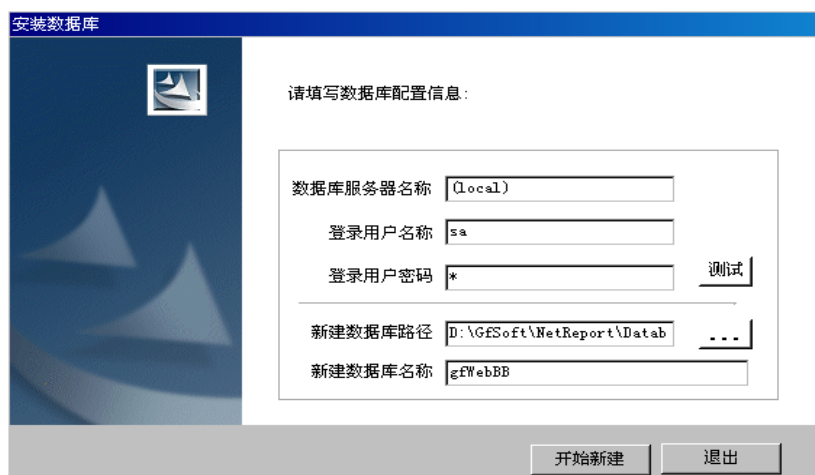 安装数据库
请填写数据库配置信息:
数据库服务器名称 (local)
登录用户名称 sa
登录用户密码 * 测试
新建数据库路径 D:\GfSoft\NetReport\Datab ...
新建数据库名称 gfWebBB
开始新建 退出